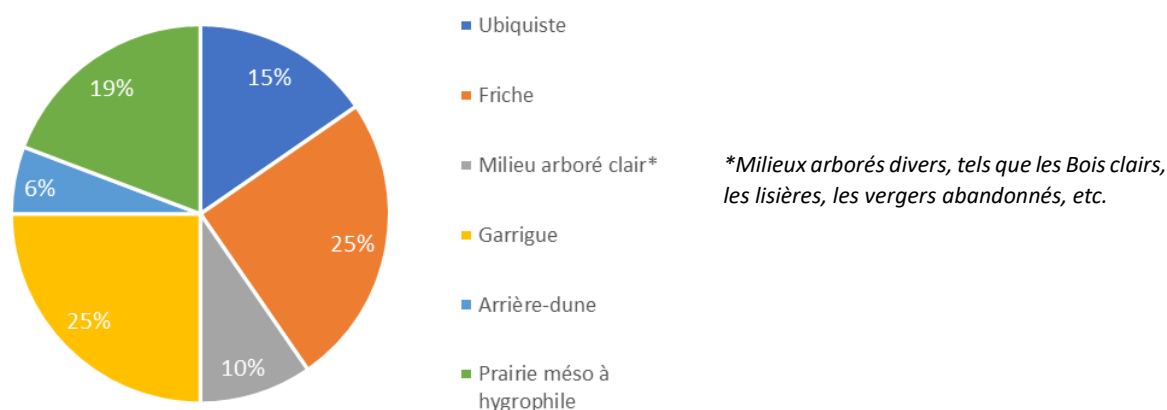 Ubiquiste
15%
19%
Friche
Milieu arboré clair*
*Milieux arborés divers, tels que les Bois clairs,
les lisières, les vergers abandonnés, etc.
6%
Garrigue
25%
Arrière-dune
25%
10%
Prairie méso à
hygrophile